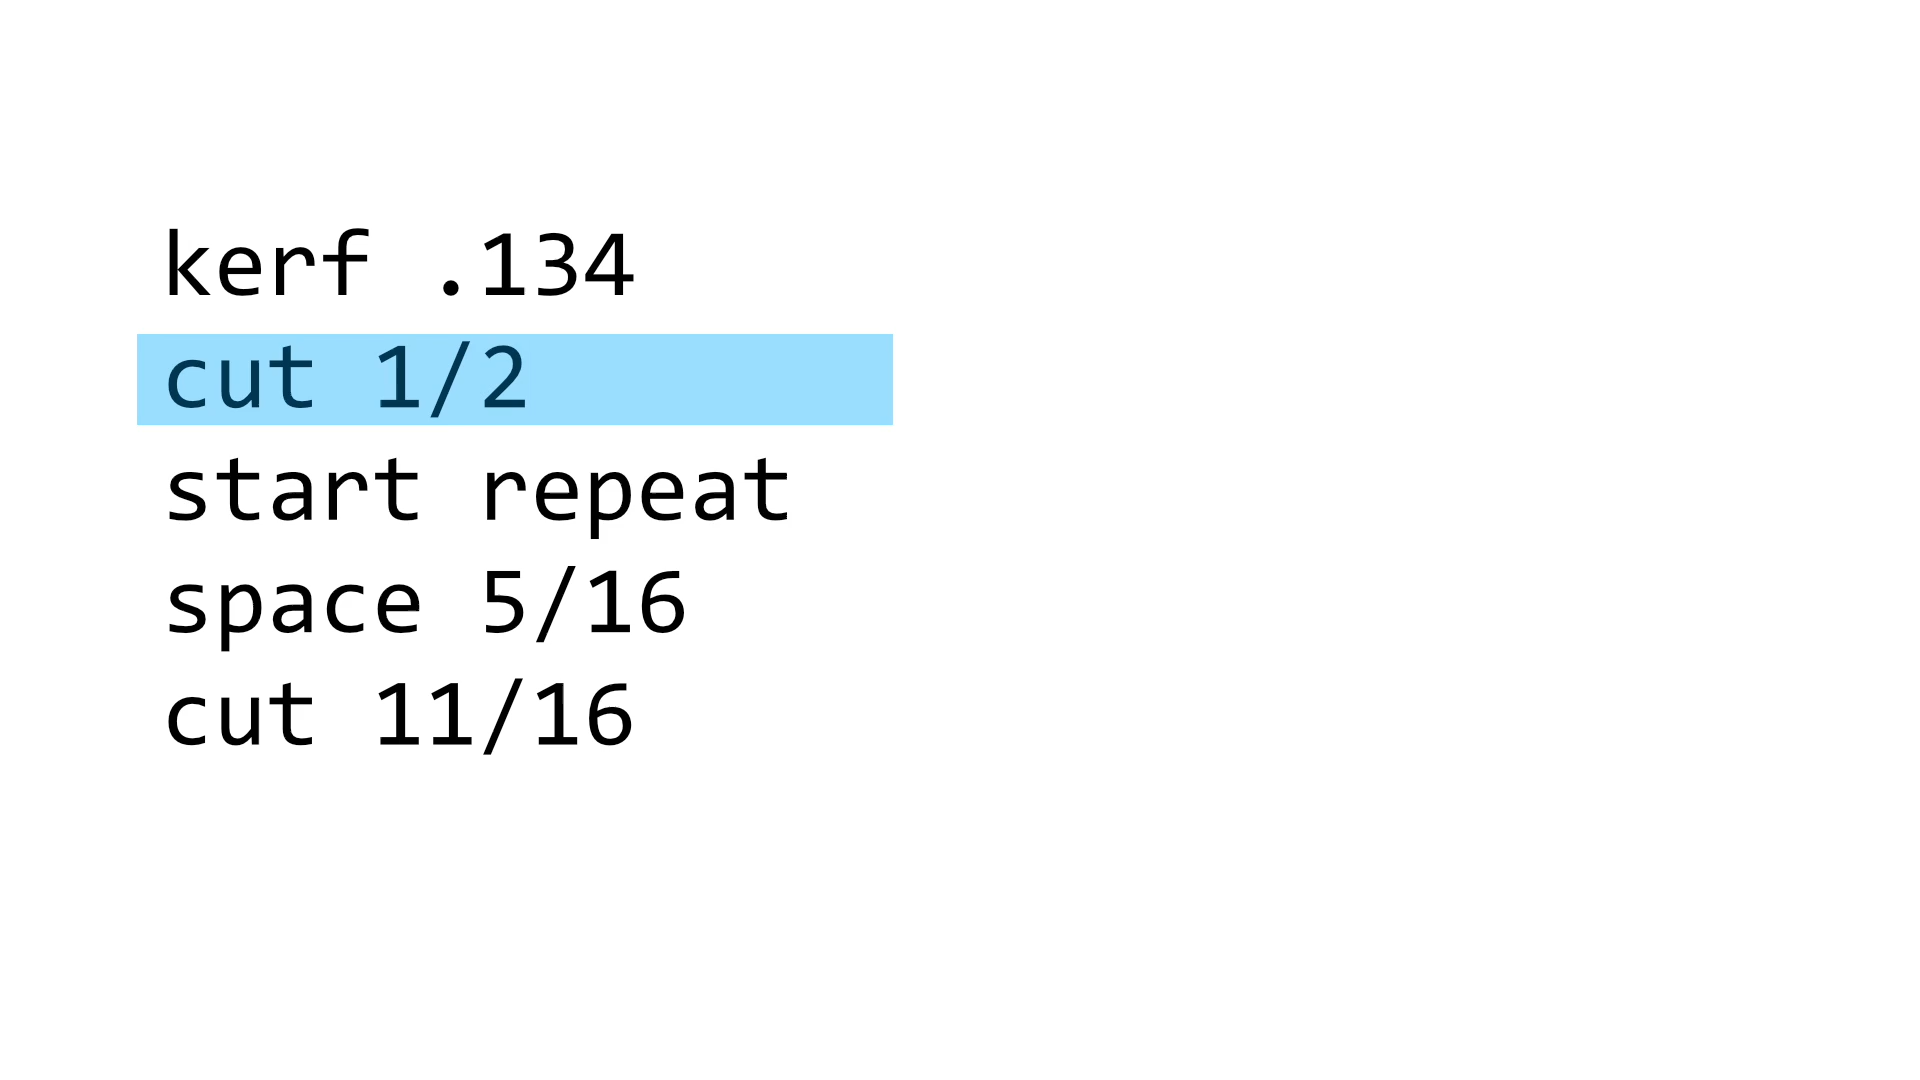 kerf .134
cut 1/2
start repeat
space 5/16
cut 11/16